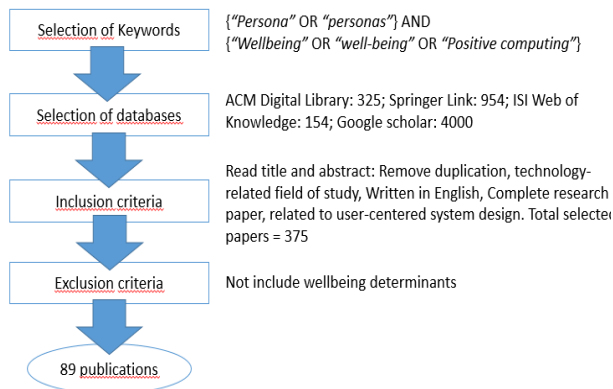 Selection of Keywords
{“Persona” OR “personas”} AND
{“Wellbeing” OR “well-being” OR “Positive computing”}
Selection of databases
ACM Digital Library: 325; Springer Link: 954; ISI Web of
Knowledge: 154; Google scholar: 4000
Inclusion criteria
Read title and abstract: Remove duplication, technology-
related field of study, Written in English, Complete research
paper, related to user-centered system design. Total selected
papers = 375
Exclusion criteria
Not include wellbeing determinants
89 publications